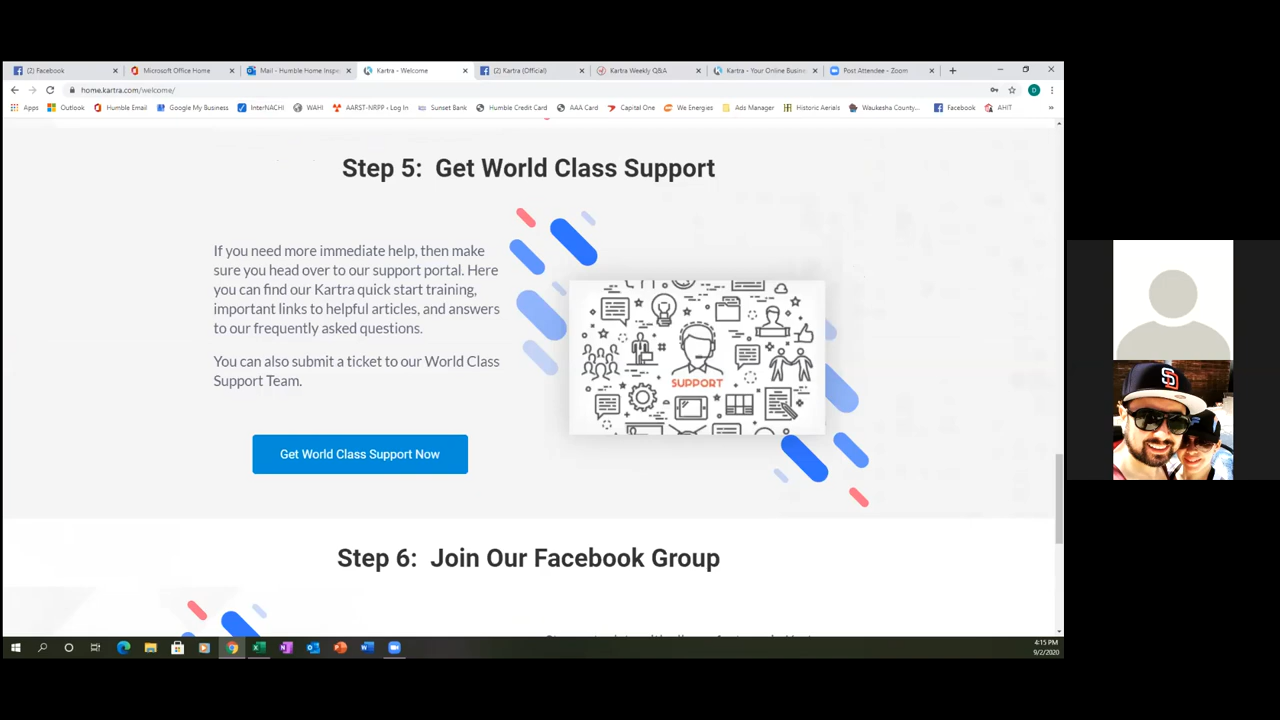 (2) Facebook
Microsoft Office Home
Mail - Humble Home Inspe
Kartra - Welcome
(2) Kartra (Official)
Kartra Weekly Q&A
Kartra - Your Online Busine
Post Attendee - Zoom
home.kartra.com/welcome/
D
Apps
Outlook
Humble Email
Google My Business
InterNACHI
WAHI
AARST-NRPP › Log In
Sunset Bank
Humble Credit Card
AAA Card
Capital One
We Energies
Ads Manager
Historic Aerials
Waukesha County...
Facebook
AHIT
»
Step 5: Get World Class Support
If you need more immediate help, then make
sure you head over to our support portal. Here
you can find our Kartra quick start training,
important links to helpful articles, and answers
to our frequently asked questions.
You can also submit a ticket to our World Class
Support Team.
SUPPORT
Get World Class Support Now
Step 6: Join Our Facebook Group
4:15 PM
9/2/2020